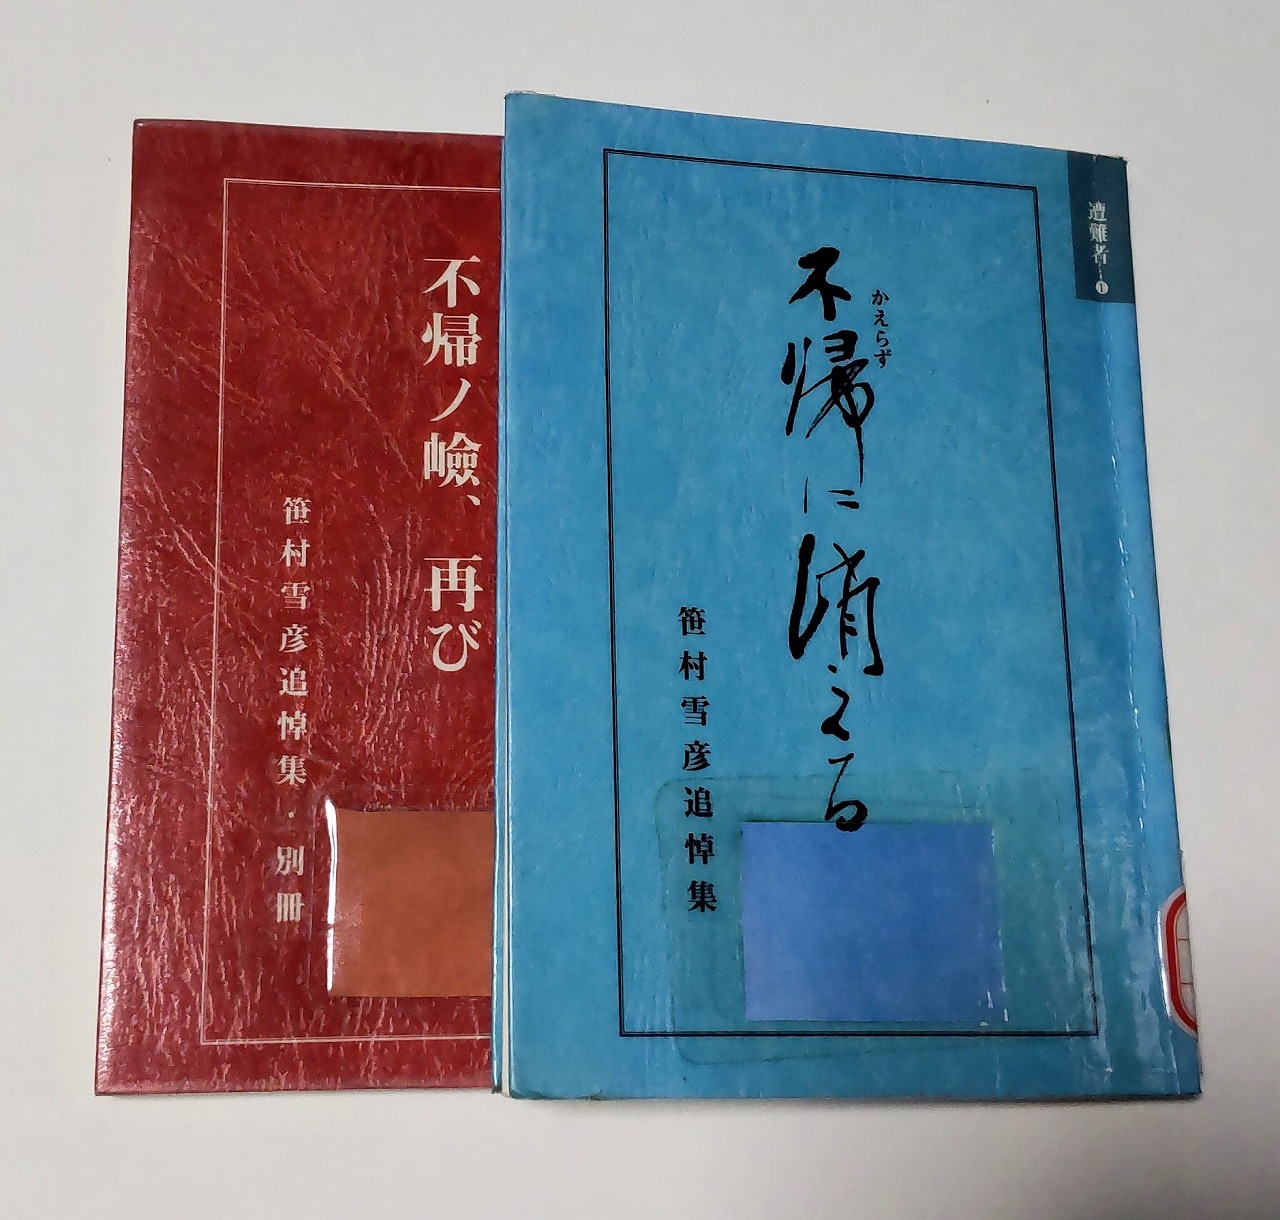 遭難者❶
不帰に消える
かえらず
笹村雪彦追悼集
不帰ノ嶮、再び
笹村雪彦追悼集・別冊